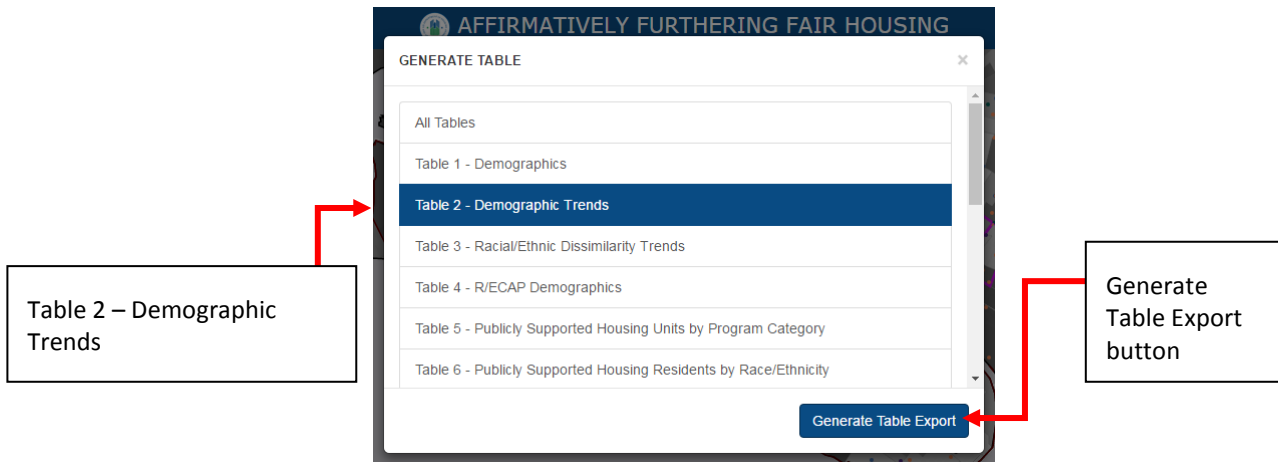 AFFIRMATIVELY FURTHERING FAIR HOUSING
GENERATE TABLE
×
All Tables
Table 1 - Demographics
Table 2 - Demographic Trends
Table 3 - Racial/Ethnic Dissimilarity Trends
Table 4 - R/ECAP Demographics
Table 5 - Publicly Supported Housing Units by Program Category
Table 6 - Publicly Supported Housing Residents by Race/Ethnicity
Generate Table Export
Table 2 – Demographic
Trends
Generate
Table Export
button